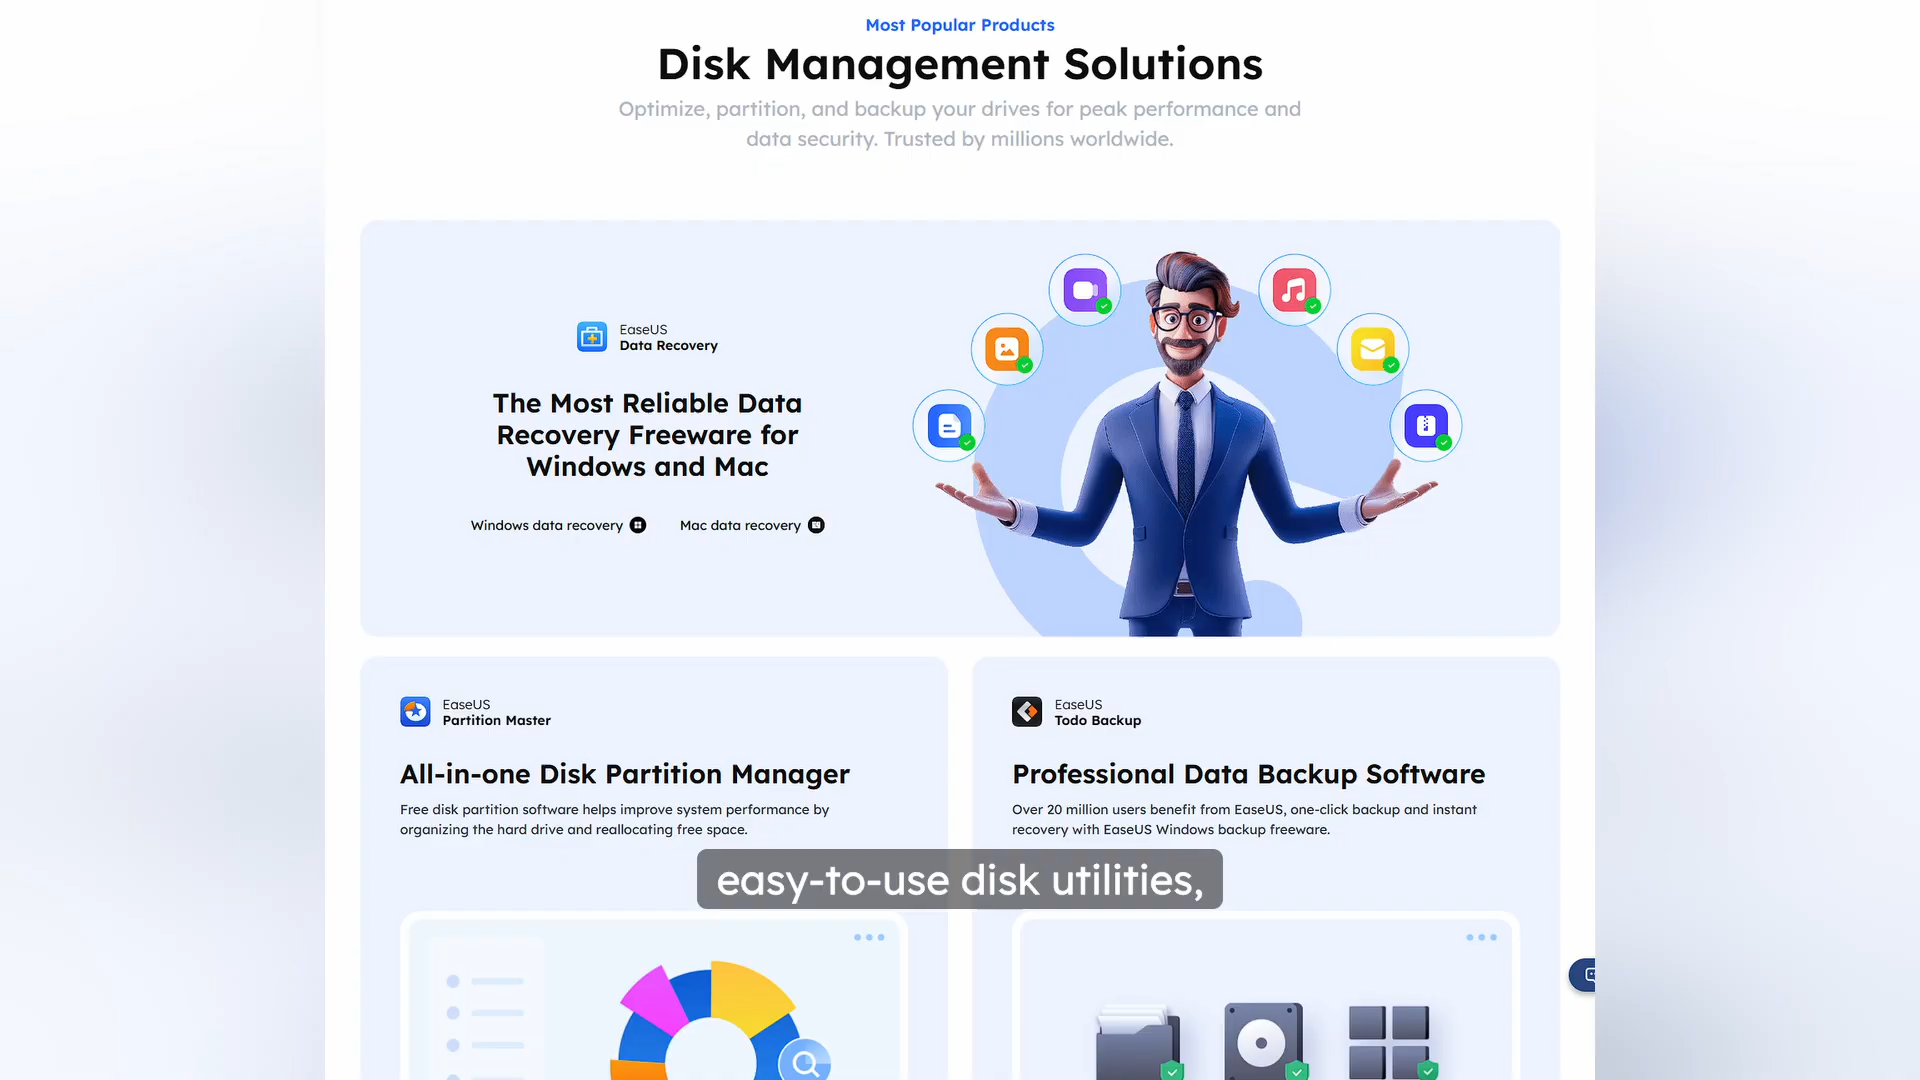 Most Popular Products
Disk Management Solutions
Optimize, partition, and backup your drives for peak performance and
data security. Trusted by millions worldwide.
EaseUS
Data Recovery
The Most Reliable Data
Recovery Freeware for
Windows and Mac
Windows data recovery
Mac data recovery
EaseUS
Partition Master
All-in-one Disk Partition Manager
Free disk partition software helps improve system performance by
organizing the hard drive and reallocating free space.
EaseUS
Todo Backup
Professional Data Backup Software
Over 20 million users benefit from EaseUS, one-click backup and instant
recovery with EaseUS Windows backup freeware.
easy-to-use disk utilities,